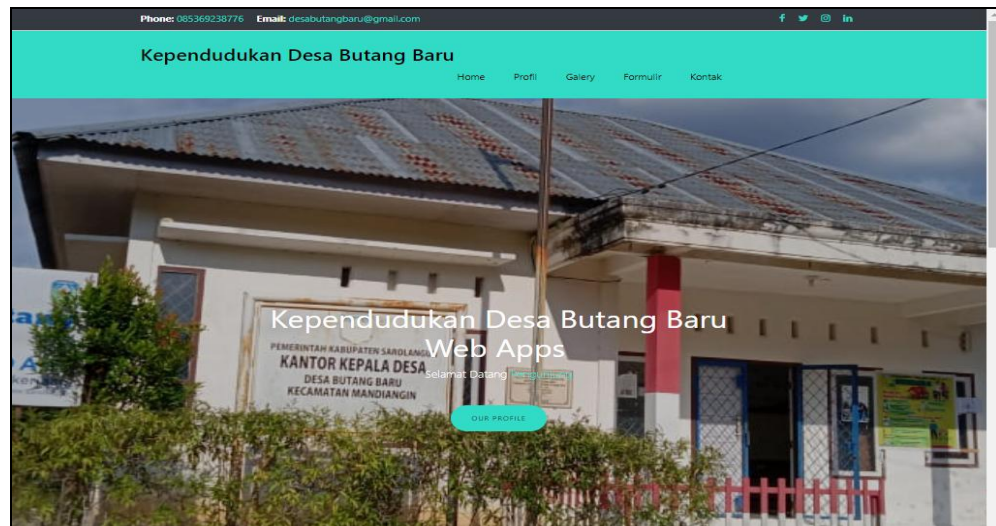 Phone: 085369238776 Email: desabutangbaru@gmail.com
Kependudukan Desa Butang Baru
Home Profil Galery Formulir Kontak
Kependudukan Desa Butang Baru
Web Apps
Selamat Datang
OUR PROFILE
PEMERINTAH KABUPATEN SAROLANGUN
KANTOR KEPALA DESA
DESA BUTANG BARU
KECAMATAN MANDIANGIN